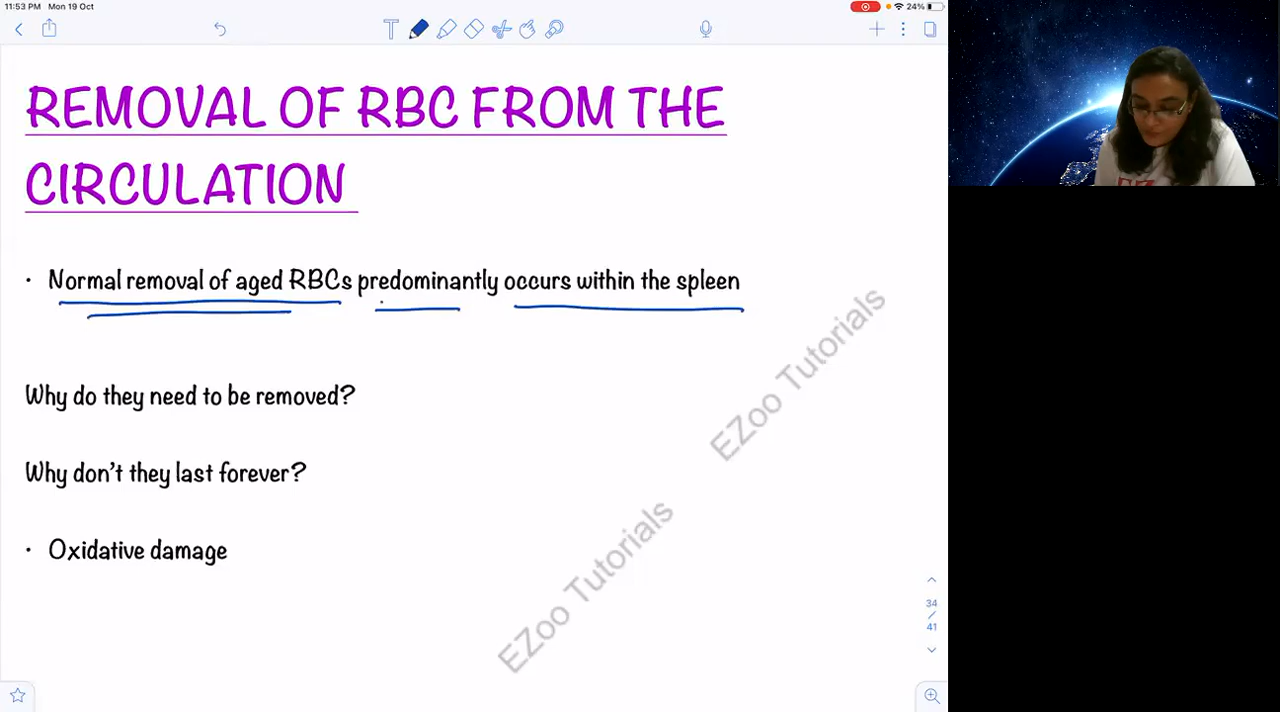 11:53 PM Mon 19 Oct
24%
REMOVAL OF RBC FROM THE
CIRCULATION
· Normal removal of aged RBCs predominantly occurs within the spleen
Why do they need to be removed?
Why don't they last forever?
· Oxidative damage
EZoo Tutorials
EZoo Tutorials
34
/
41